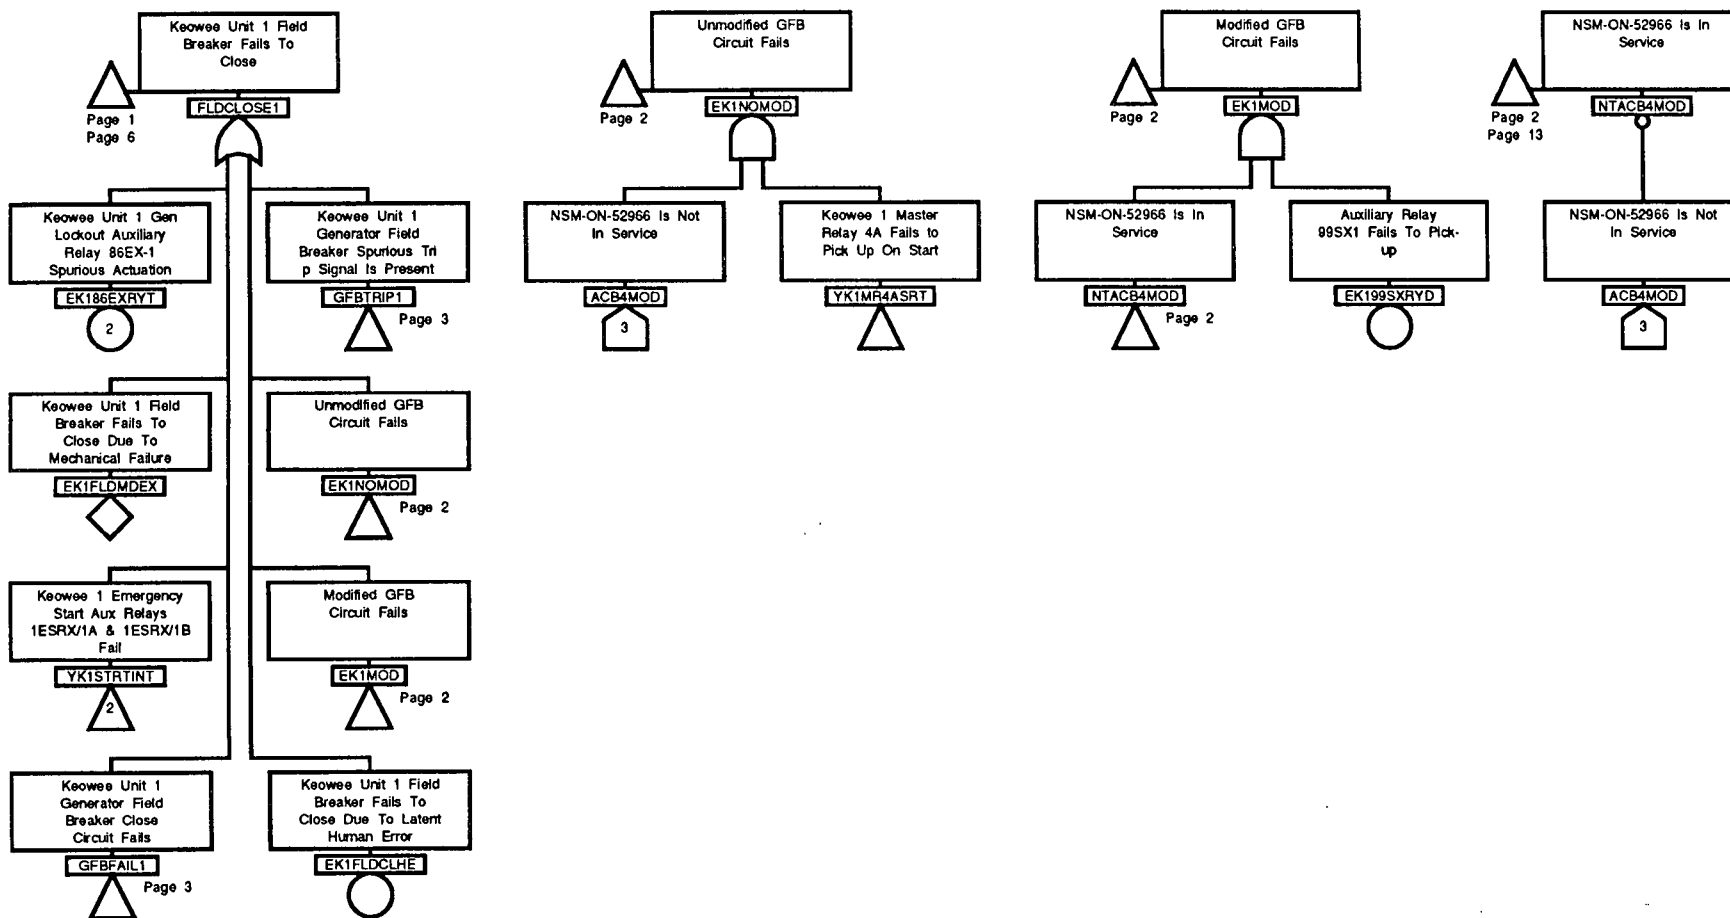 Keowee Unit 1 Field
Breaker Fails To
Close
FLDCLOSE1
Page 1
Page 6
Keowee Unit 1 Gen
Lockout Auxiliary
Relay 86EX-1
Spurious Actuation
EK186EXRYT
2
Keowee Unit 1
Generator Field
Breaker Spurious Tri
p Signal Is Present
GFBTRIP1
Page 3
Keowee Unit 1 Field
Breaker Fails To
Close Due To
Mechanical Failure
EK1FLDMDEX
Unmodified GFB
Circuit Fails
EK1NOMOD
Page 2
Keowee 1 Emergency
Start Aux Relays
1ESRX/1A & 1ESRX/1B
Fail
YK1STRTINT
2
Modified GFB
Circuit Fails
EK1MOD
Page 2
Keowee Unit 1
Generator Field
Breaker Close
Circuit Fails
GFBFAIL1
Page 3
Keowee Unit 1 Field
Breaker Fails To
Close Due To Latent
Human Error
EK1FLDCLHE
Unmodified GFB
Circuit Fails
EK1NOMOD
Page 2
NSM-ON-52966 Is Not
In Service
ACB4MOD
3
Keowee 1 Master
Relay 4A Fails to
Pick Up On Start
YK1MR4ASRT
Modified GFB
Circuit Fails
EK1MOD
Page 2
NSM-ON-52966 Is In
Service
NTACB4MOD
Page 2
Auxiliary Relay
99SX1 Fails To Pick-
up
EK199SXRYD
NSM-ON-52966 Is In
Service
NTACB4MOD
Page 2
Page 13
NSM-ON-52966 Is Not
In Service
ACB4MOD
3